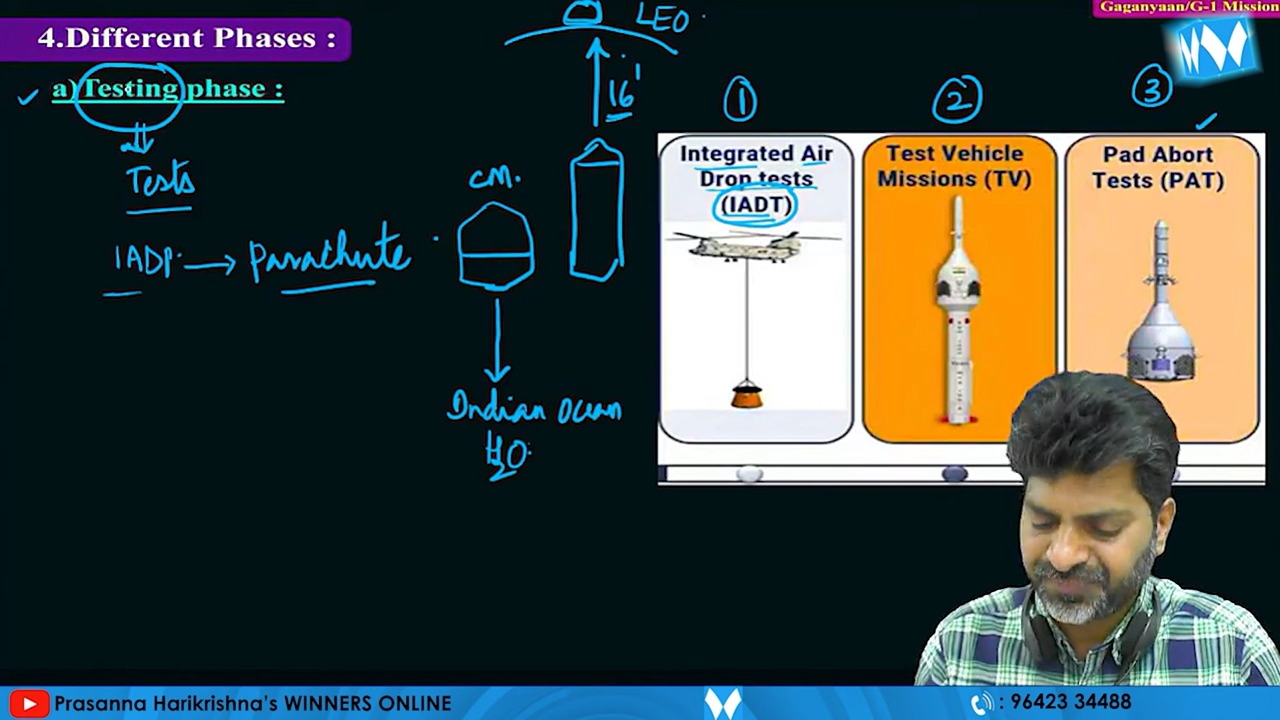 Gaganyaan/G-1 Mission
4.Different Phases :
a)Testing phase :
Tests
IADP. → Parachute
CM.
Indian Ocean
H2O
LEO
16'
1
2
3
Integrated Air
Drop tests
(IADT)
Test Vehicle
Missions (TV)
Pad Abort
Tests (PAT)
Prasanna Harikrishna's WINNERS ONLINE
W
: 96423 34488